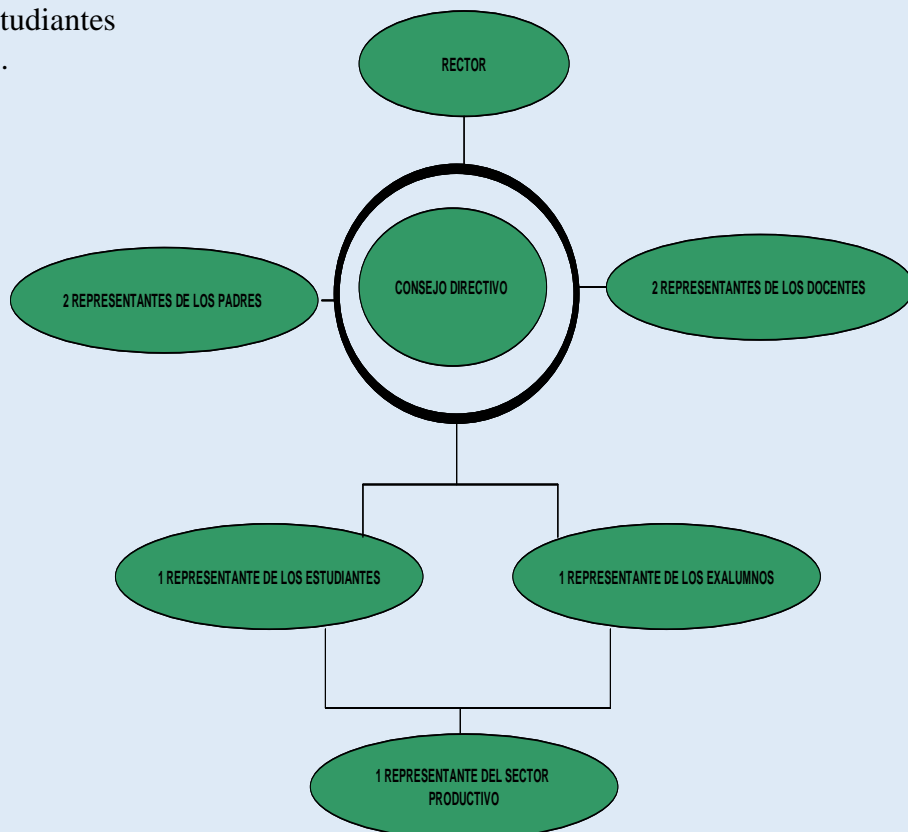 tudiantes
.
RECTOR
2 REPRESENTANTES DE LOS PADRES
CONSEJO DIRECTIVO
2 REPRESENTANTES DE LOS DOCENTES
1 REPRESENTANTE DE LOS ESTUDIANTES
1 REPRESENTANTE DE LOS EXALUMNOS
1 REPRESENTANTE DEL SECTOR
PRODUCTIVO